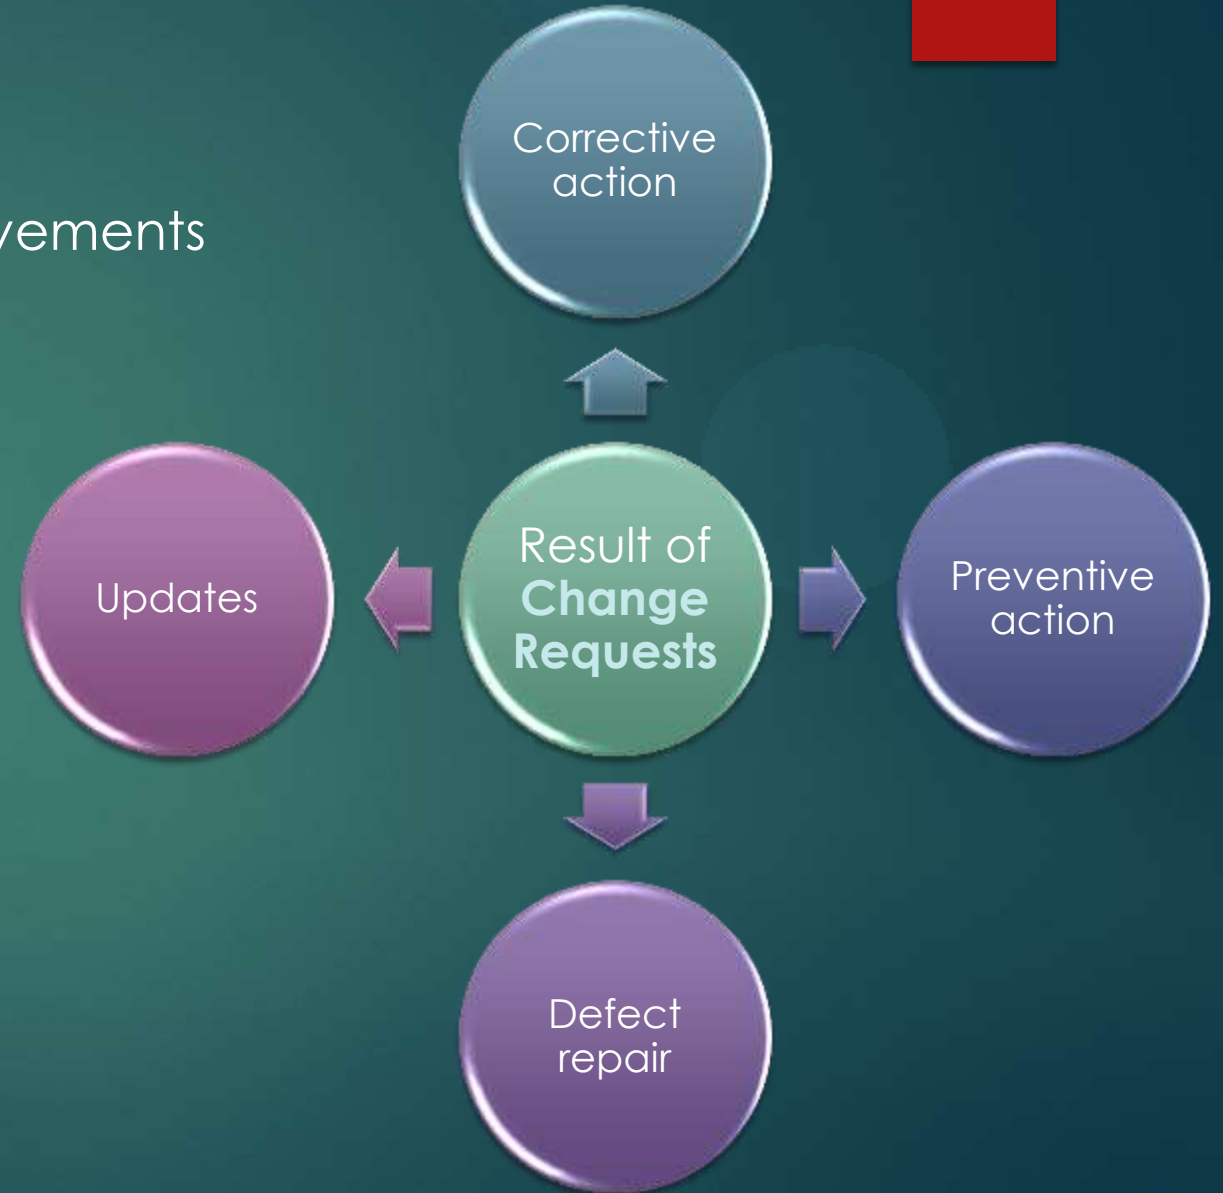 Corrective
action
vements
Updates
Result of
Change
Requests
Preventive
action
Defect
repair